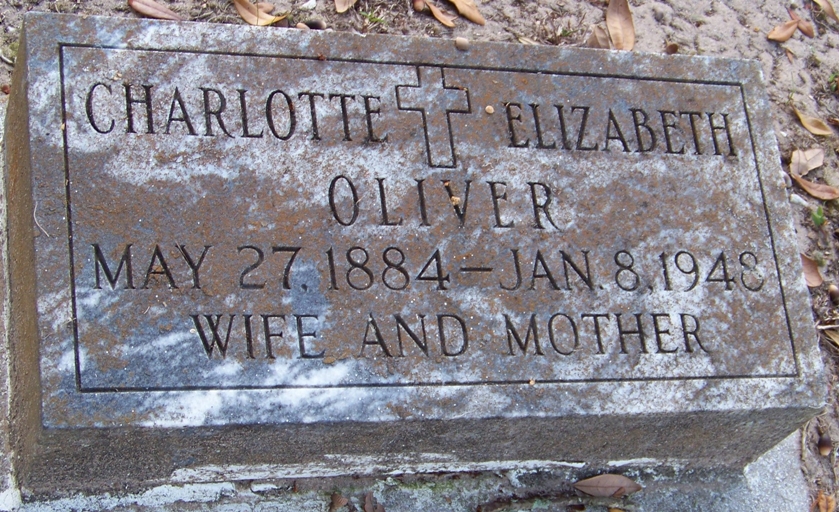 CHARLOTTE ELIZABETH
OLIVER
MAY 27, 1884 – JAN. 8, 1948
WIFE AND MOTHER